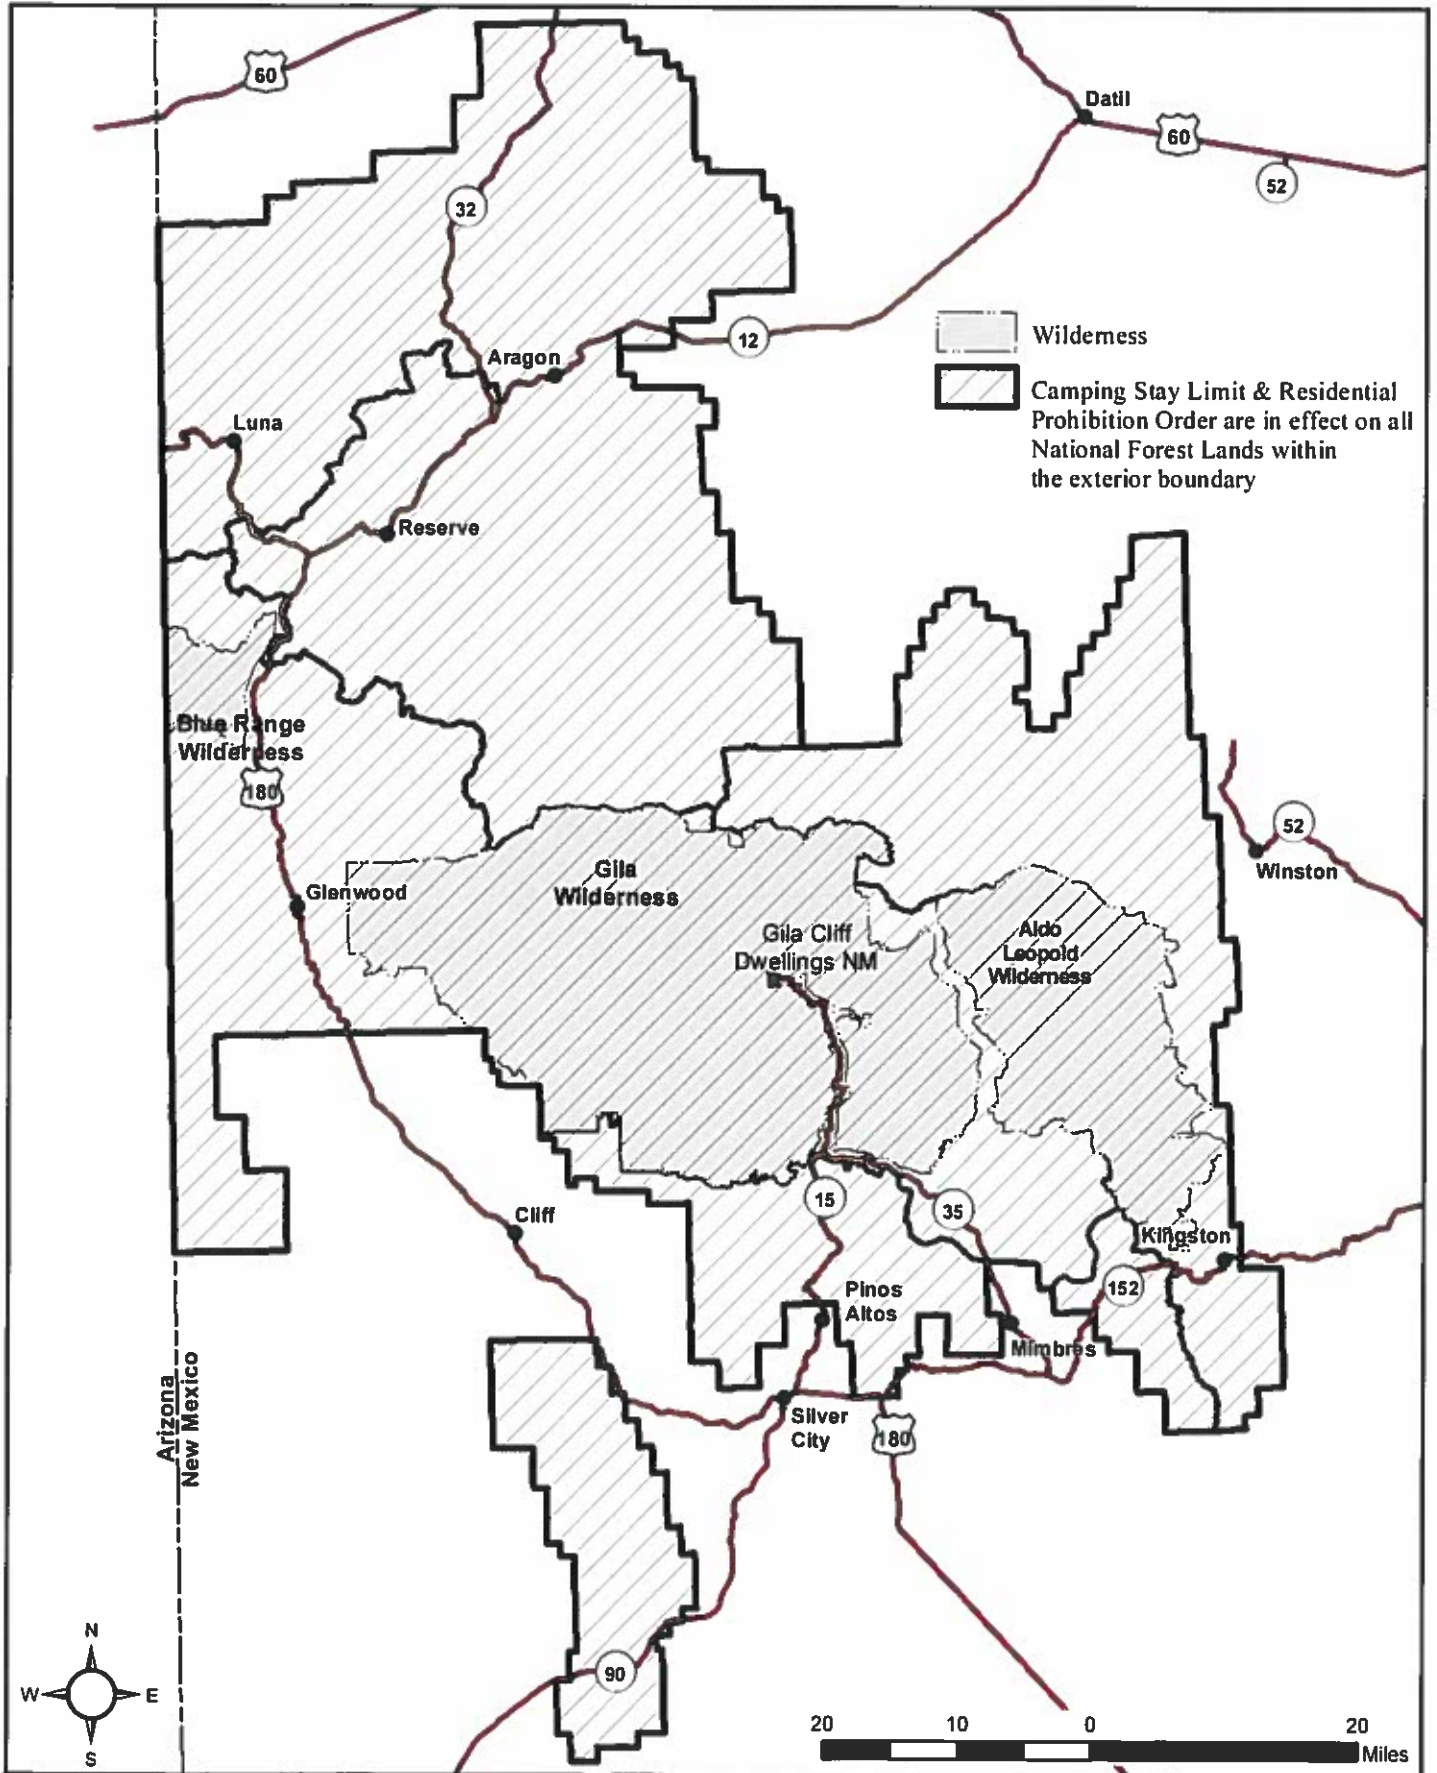 60
Datil
60
52
32
12
Wilderness
Aragon
Camping Stay Limit & Residential
Prohibition Order are in effect on all
National Forest Lands within
the exterior boundary
Luna
Reserve
Blue Range
Wilderness
180
52
Winston
Gila
Wilderness
Glenwood
Gila Cliff
Dwellings NM
Aldo
Leopold
Wilderness
15
35
Cliff
Kingston
152
Pinos
Altos
Mimbres
Arizona
New Mexico
Silver
City
180
N
W
E
S
90
20
10
0
20
Miles